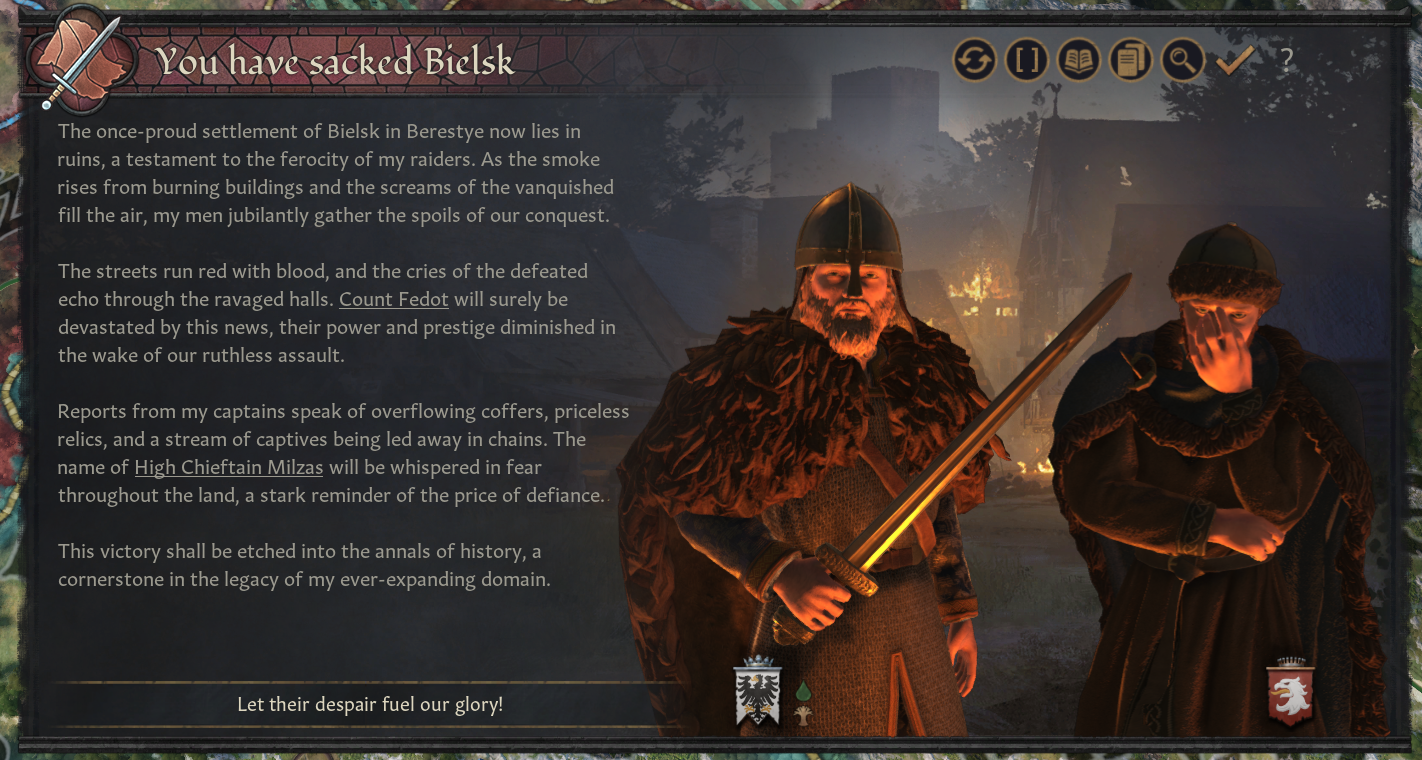 You have sacked Bielsk
?
The once-proud settlement of Bielsk in Berestye now lies in
ruins, a testament to the ferocity of my raiders. As the smoke
rises from burning buildings and the screams of the vanquished
fill the air, my men jubilantly gather the spoils of our conquest.
The streets run red with blood, and the cries of the defeated
echo through the ravaged halls. Count Fedot will surely be
devastated by this news, their power and prestige diminished in
the wake of our ruthless assault.
Reports from my captains speak of overflowing coffers, priceless
relics, and a stream of captives being led away in chains. The
name of High Chieftain Milzas will be whispered in fear
throughout the land, a stark reminder of the price of defiance.
This victory shall be etched into the annals of history, a
cornerstone in the legacy of my ever-expanding domain.
Let their despair fuel our glory!